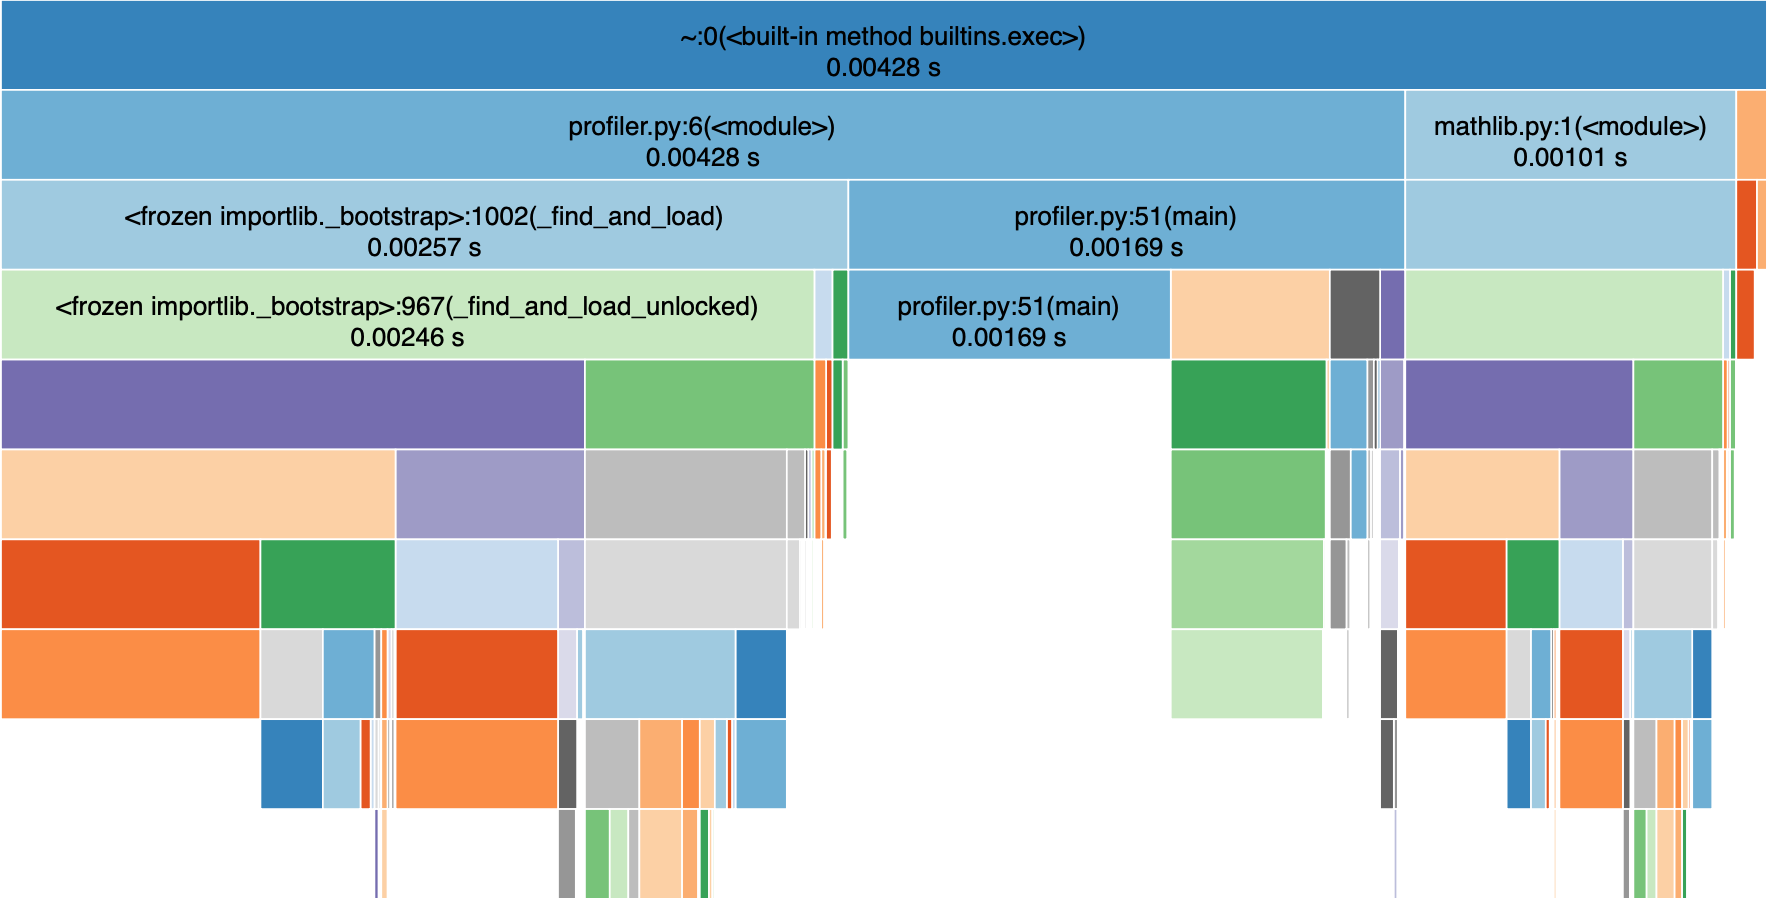 ~:0(<built-in method builtins.exec>)
0.00428 s
profiler.py:6(<module>)
0.00428 s
mathlib.py:1(<module>)
0.00101 s
<frozen importlib._bootstrap>:1002(_find_and_load)
0.00257 s
profiler.py:51(main)
0.00169 s
<frozen importlib._bootstrap>:967(_find_and_load_unlocked)
0.00246 s
profiler.py:51(main)
0.00169 s